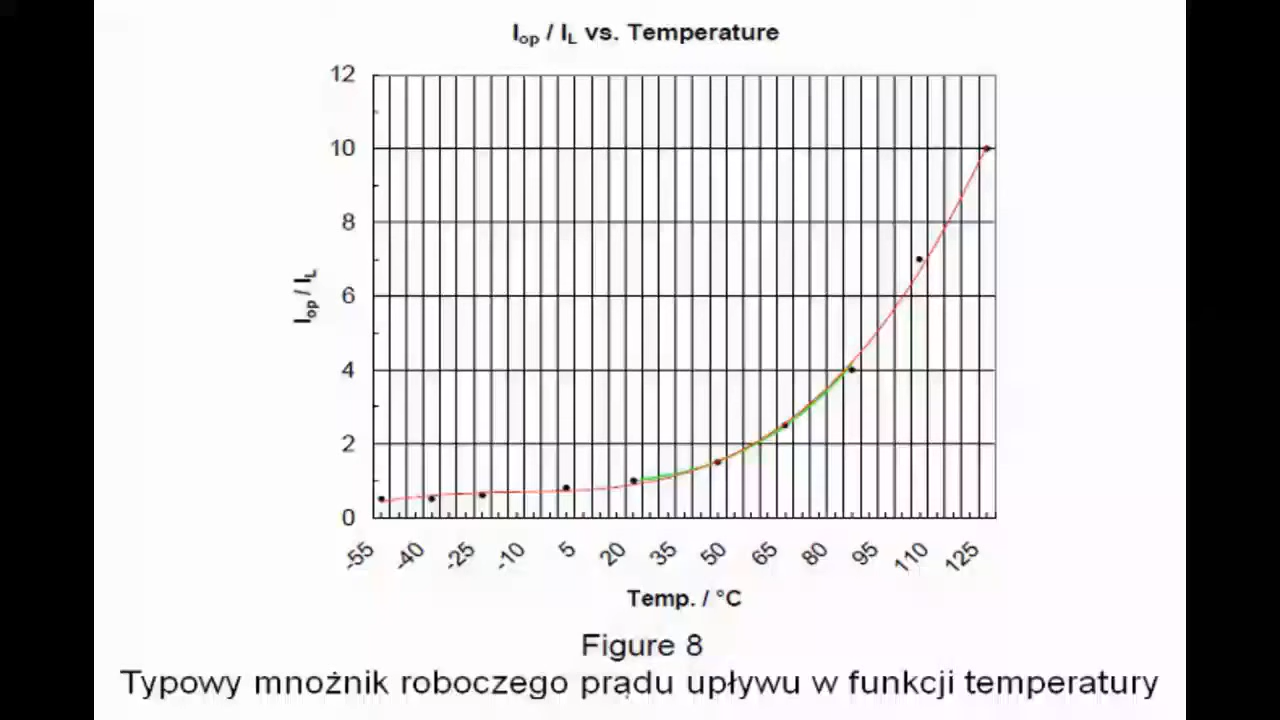 Iop / IL vs. Temperature
12
10
8
6
4
2
0
Iop / IL
-55 -40 -25 -10 5 20 35 50 65 80 95 110 125
Temp. / °C
Figure 8
Typowy mnożnik roboczego prądu upływu w funkcji temperatury